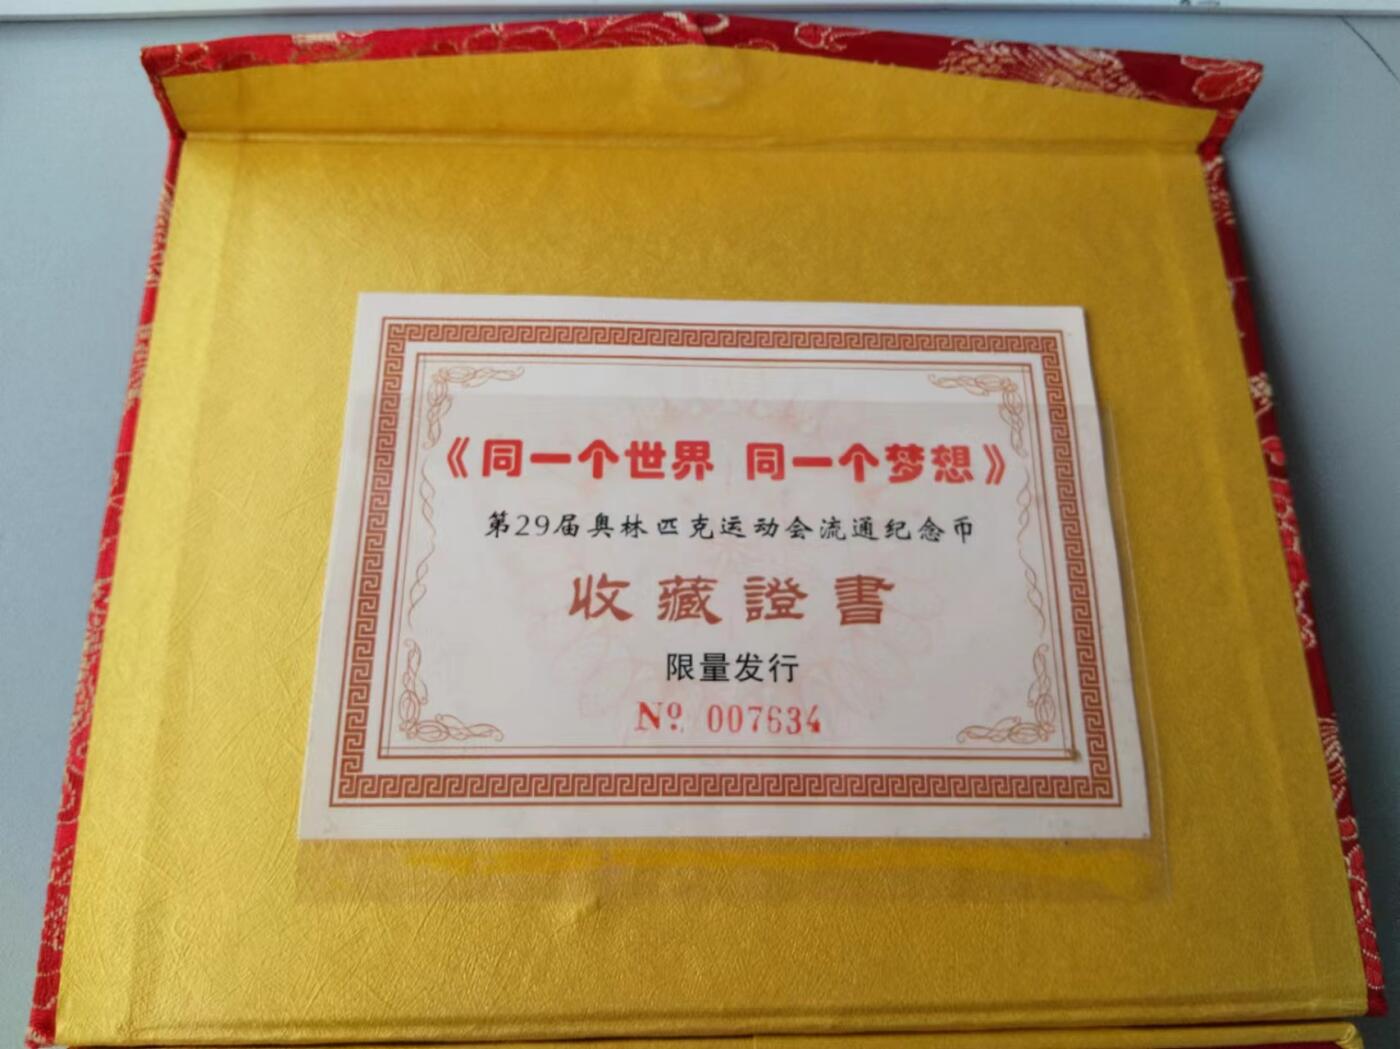 《同一个世界 同一个梦想》
第29届奥林匹克运动会流通纪念币
收藏證書
限量发行
Nº 007634